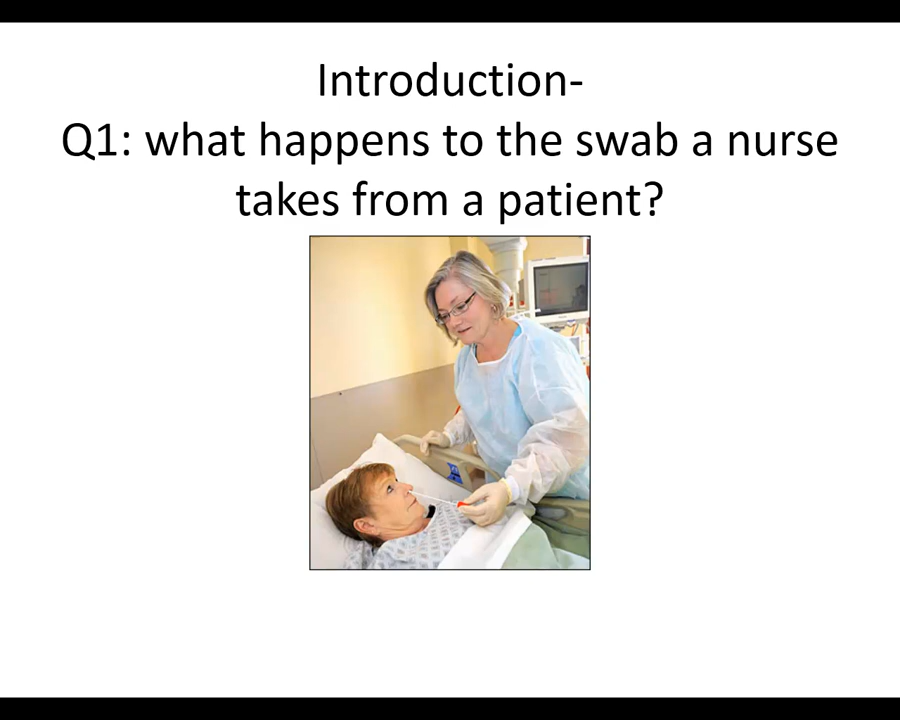 Introduction-
Q1: what happens to the swab a nurse
takes from a patient?